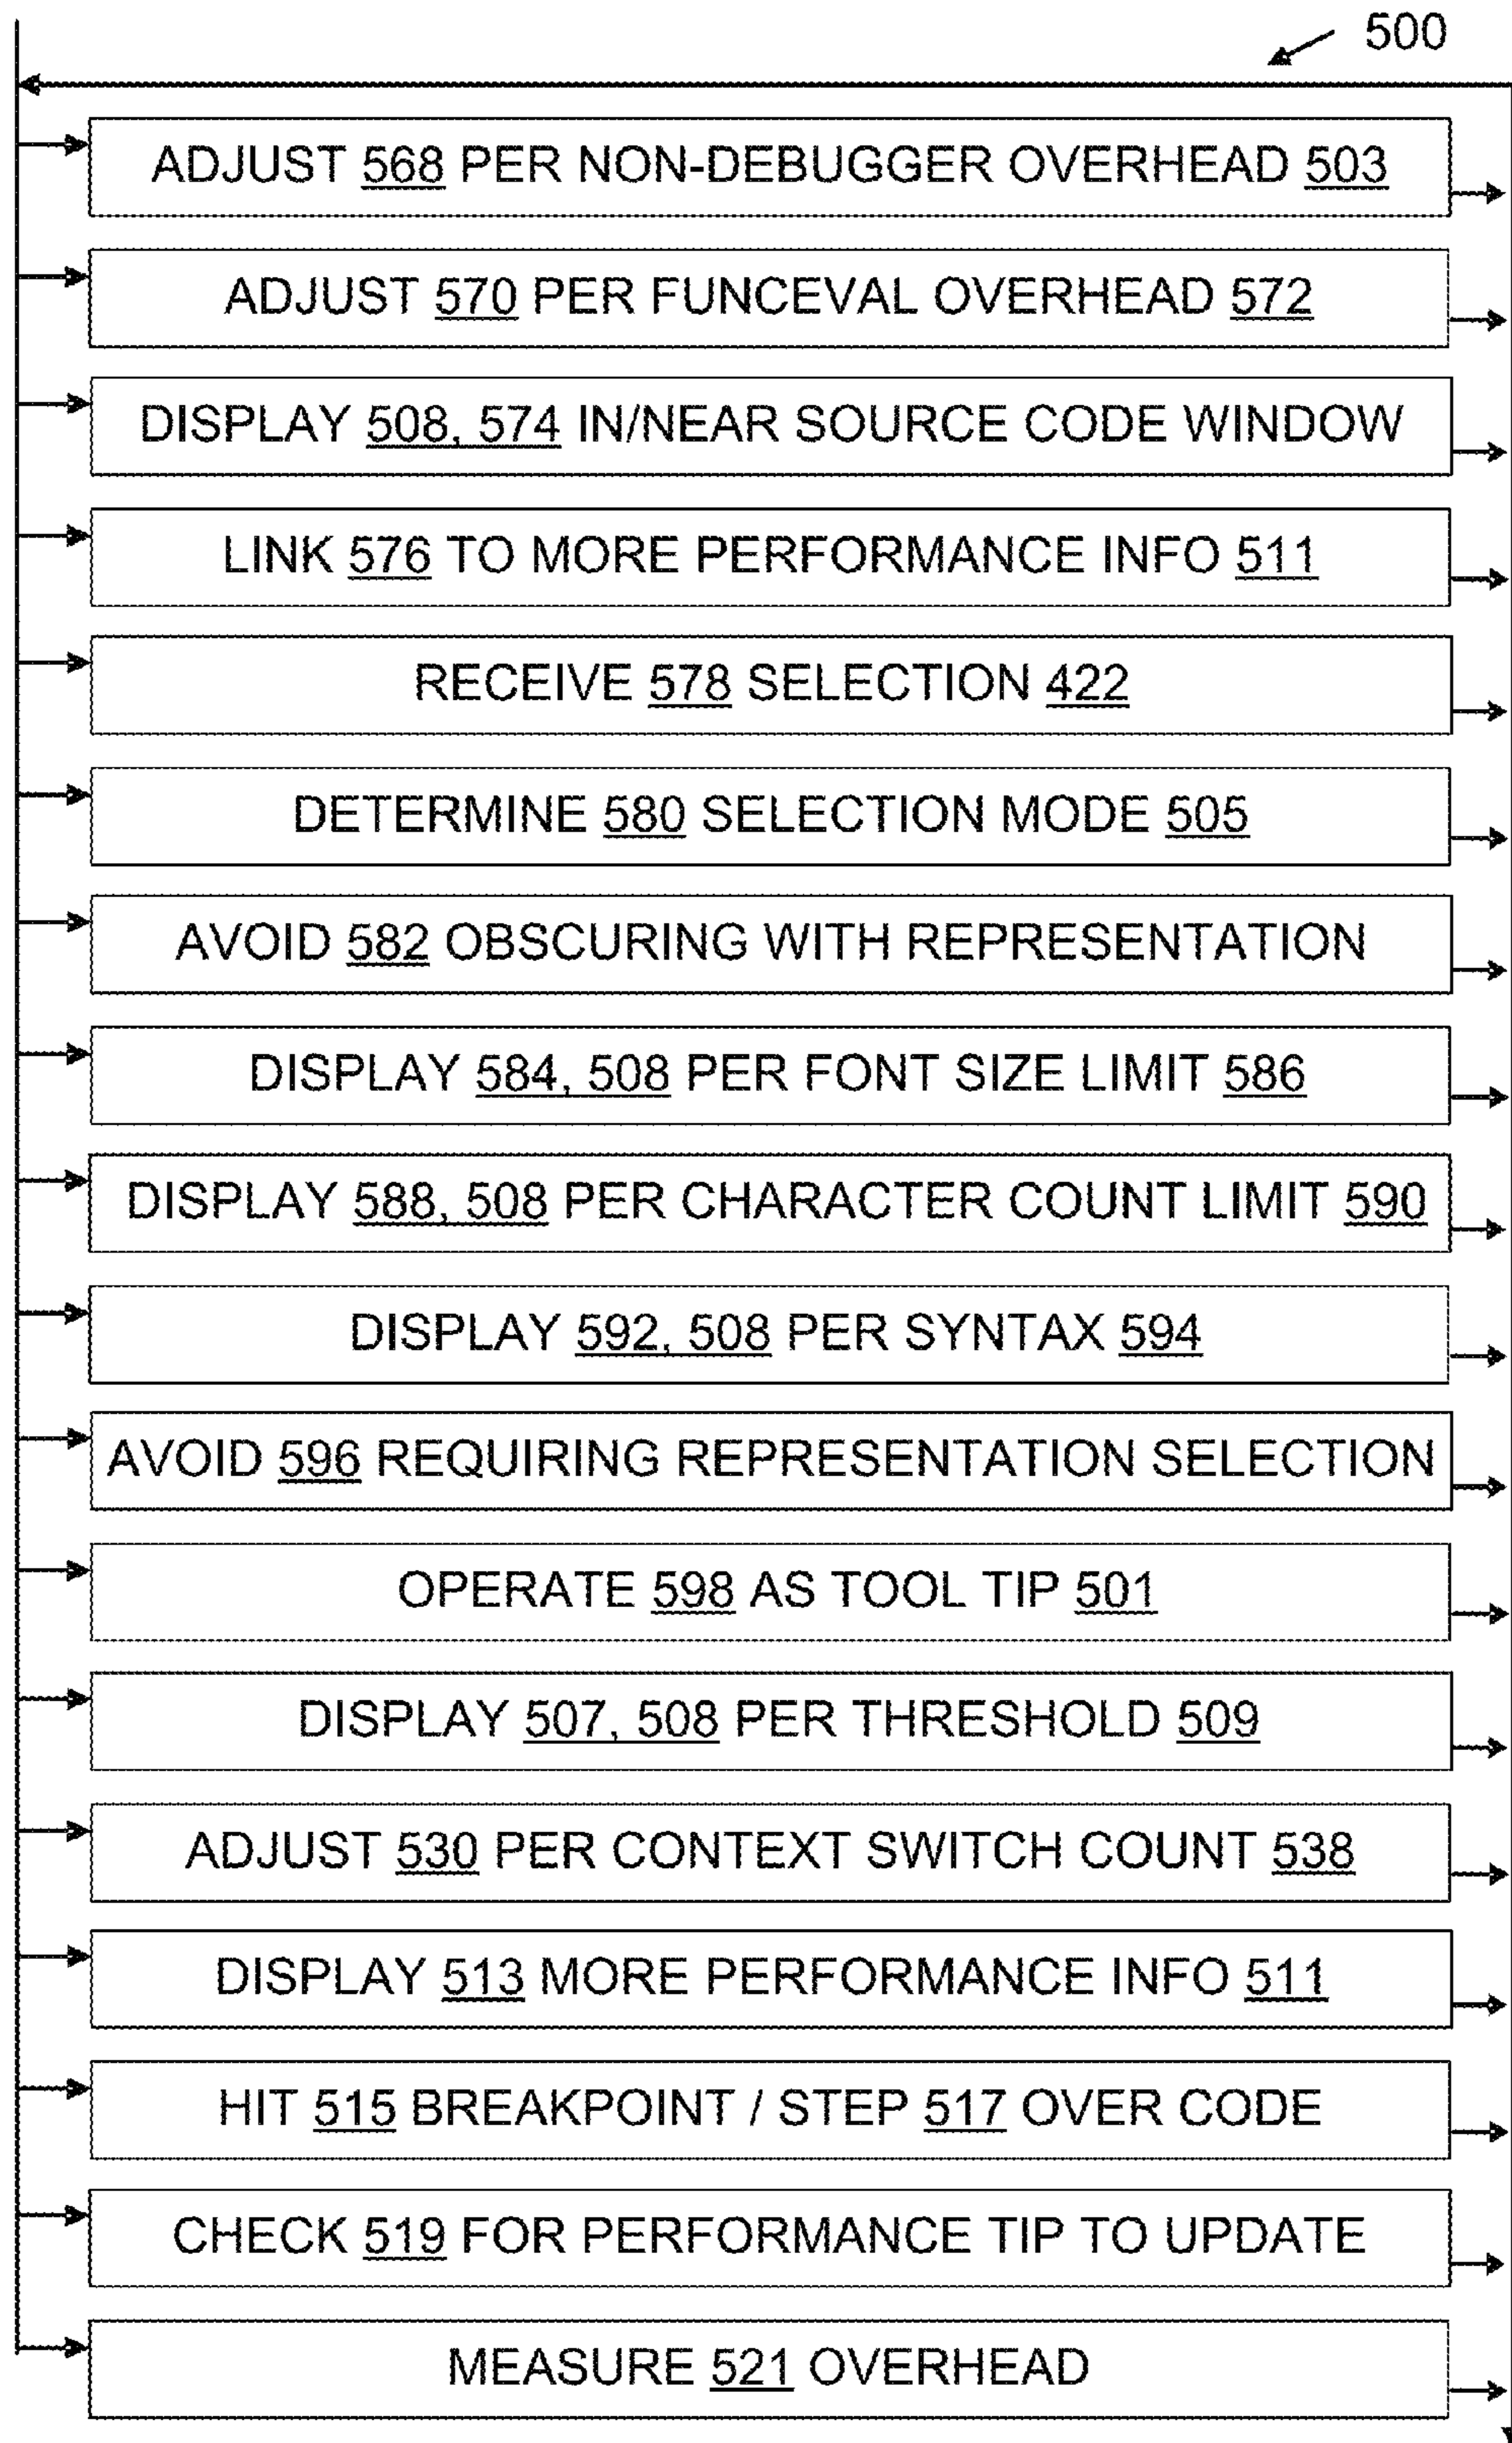 500
ADJUST 568 PER NON-DEBUGGER OVERHEAD 503
ADJUST 570 PER FUNCEVAL OVERHEAD 572
DISPLAY 508, 574 IN/NEAR SOURCE CODE WINDOW
LINK 576 TO MORE PERFORMANCE INFO 511
RECEIVE 578 SELECTION 422
DETERMINE 580 SELECTION MODE 505
AVOID 582 OBSCURING WITH REPRESENTATION
DISPLAY 584, 508 PER FONT SIZE LIMIT 586
DISPLAY 588, 508 PER CHARACTER COUNT LIMIT 590
DISPLAY 592, 508 PER SYNTAX 594
AVOID 596 REQUIRING REPRESENTATION SELECTION
OPERATE 598 AS TOOL TIP 501
DISPLAY 507, 508 PER THRESHOLD 509
ADJUST 530 PER CONTEXT SWITCH COUNT 538
DISPLAY 513 MORE PERFORMANCE INFO 511
HIT 515 BREAKPOINT / STEP 517 OVER CODE
CHECK 519 FOR PERFORMANCE TIP TO UPDATE
MEASURE 521 OVERHEAD